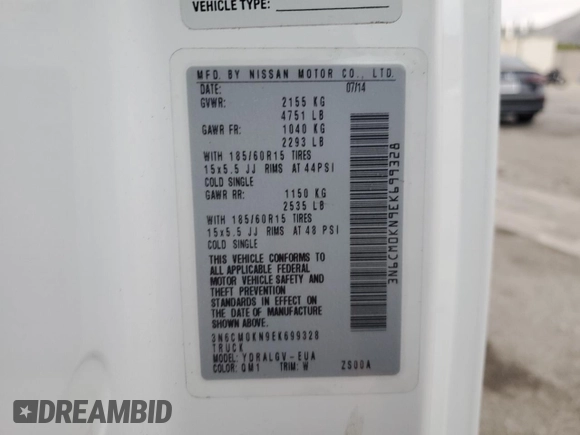 VEHICLE TYPE:
MFD. BY NISSAN MOTOR CO., LTD.
DATE: 07/14
GVWR: 2155 KG
4751 LB
GAWR FR: 1040 KG
2293 LB
WITH 185/60R15 TIRES
15x5.5 JJ RIMS AT 44PSI
COLD SINGLE
GAWR RR: 1150 KG
2535 LB
WITH 185/60R15 TIRES
15x5.5 JJ RIMS AT 48 PSI
COLD SINGLE
THIS VEHICLE CONFORMS TO
ALL APPLICABLE FEDERAL
MOTOR VEHICLE SAFETY
AND THEFT PREVENTION
STANDARDS IN EFFECT ON
THE DATE OF MANUFACTURE
SHOWN ABOVE.
3N6CM0KN9EK699328
TRUCK
MODEL: YDRALGV-EUA
COLOR: QM1 TRIM: W ZS00A
3N6CM0KN9EK699328
DREAMBID